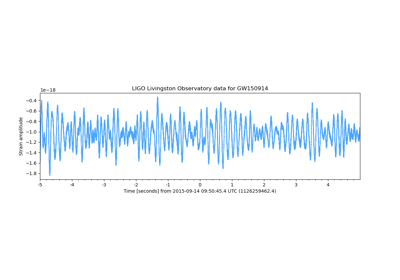 LIGO Livingston Observatory data for GW150914
1e−18
−0.4
−0.6
−0.8
−1.0
−1.2
−1.4
−1.6
−1.8
Strain amplitude
-5 -4 -3 -2 -1 0 1 2 3 4
Time [seconds] from 2015-09-14 09:50:45.4 UTC (1126259462.4)